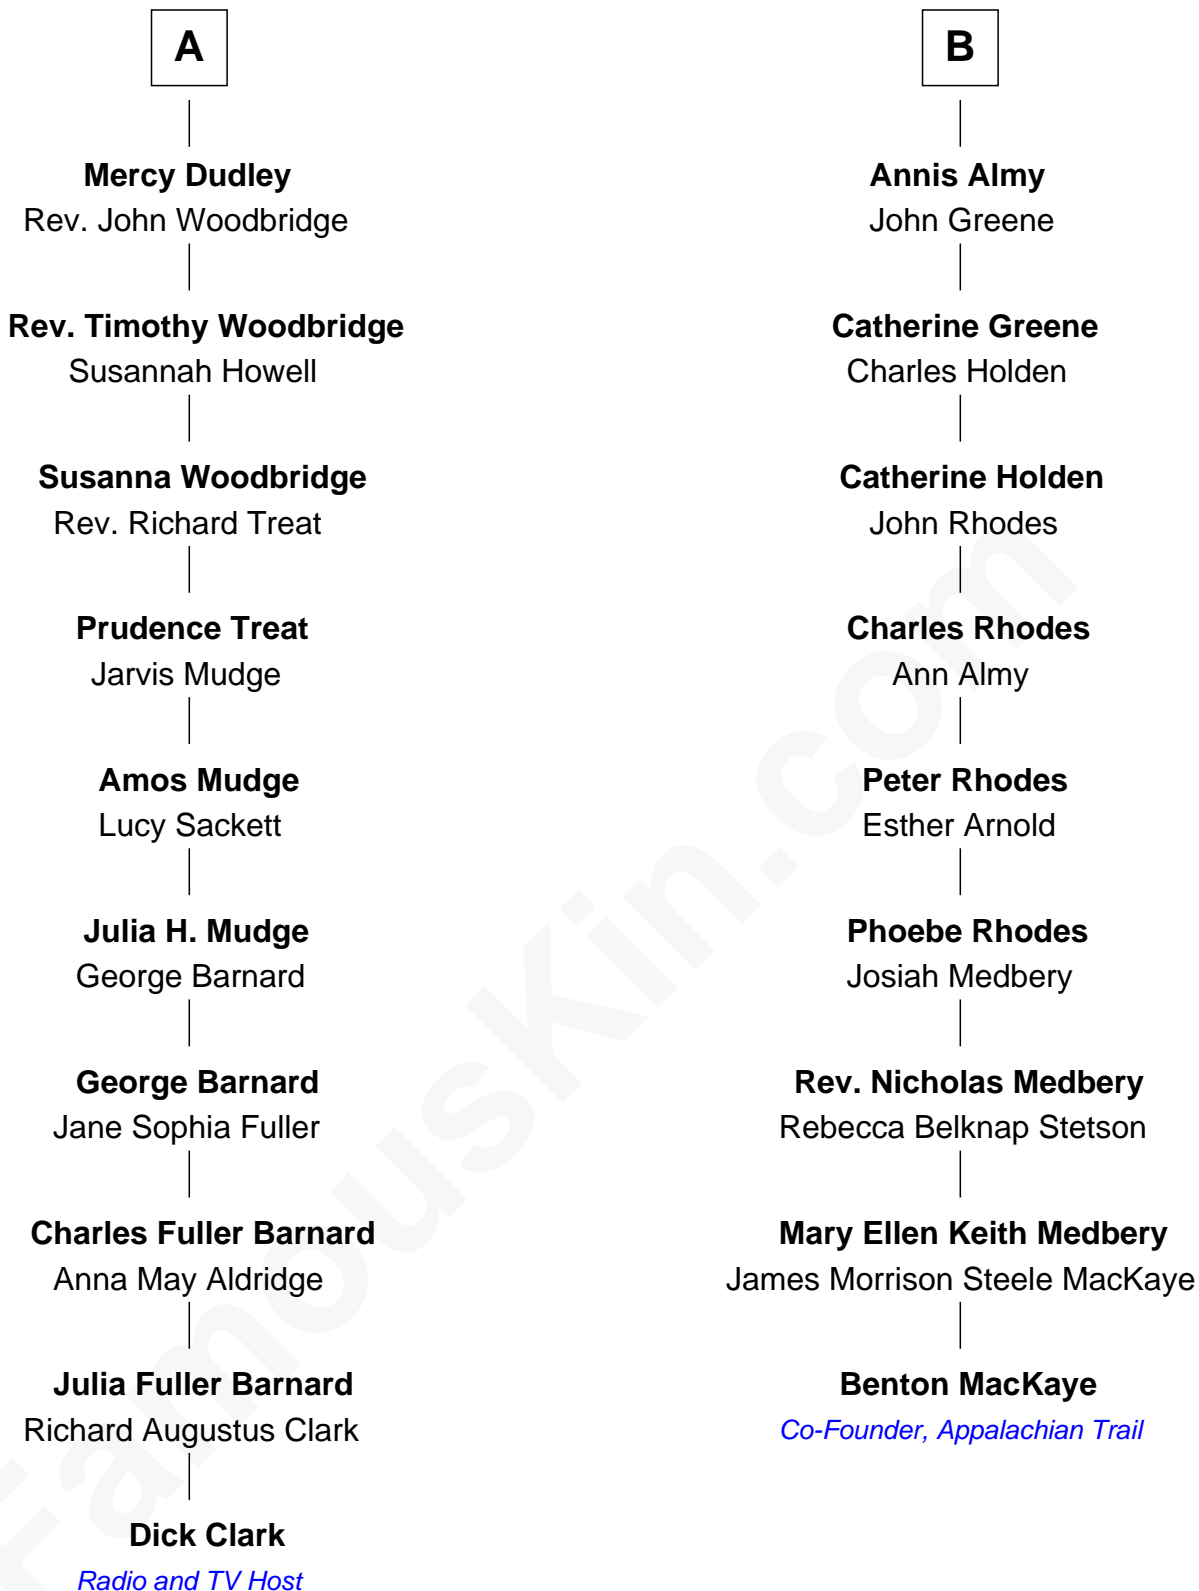 A
Mercy Dudley
Rev. John Woodbridge
Rev. Timothy Woodbridge
Susannah Howell
Susanna Woodbridge
Rev. Richard Treat
Prudence Treat
Jarvis Mudge
Amos Mudge
Lucy Sackett
Julia H. Mudge
George Barnard
George Barnard
Jane Sophia Fuller
Charles Fuller Barnard
Anna May Aldridge
Julia Fuller Barnard
Richard Augustus Clark
Dick Clark
Radio and TV Host
B
Annis Almy
John Greene
Catherine Greene
Charles Holden
Catherine Holden
John Rhodes
Charles Rhodes
Ann Almy
Peter Rhodes
Esther Arnold
Phoebe Rhodes
Josiah Medbery
Rev. Nicholas Medbery
Rebecca Belknap Stetson
Mary Ellen Keith Medbery
James Morrison Steele MacKaye
Benton MacKaye
Co-Founder, Appalachian Trail
FamousKin.com